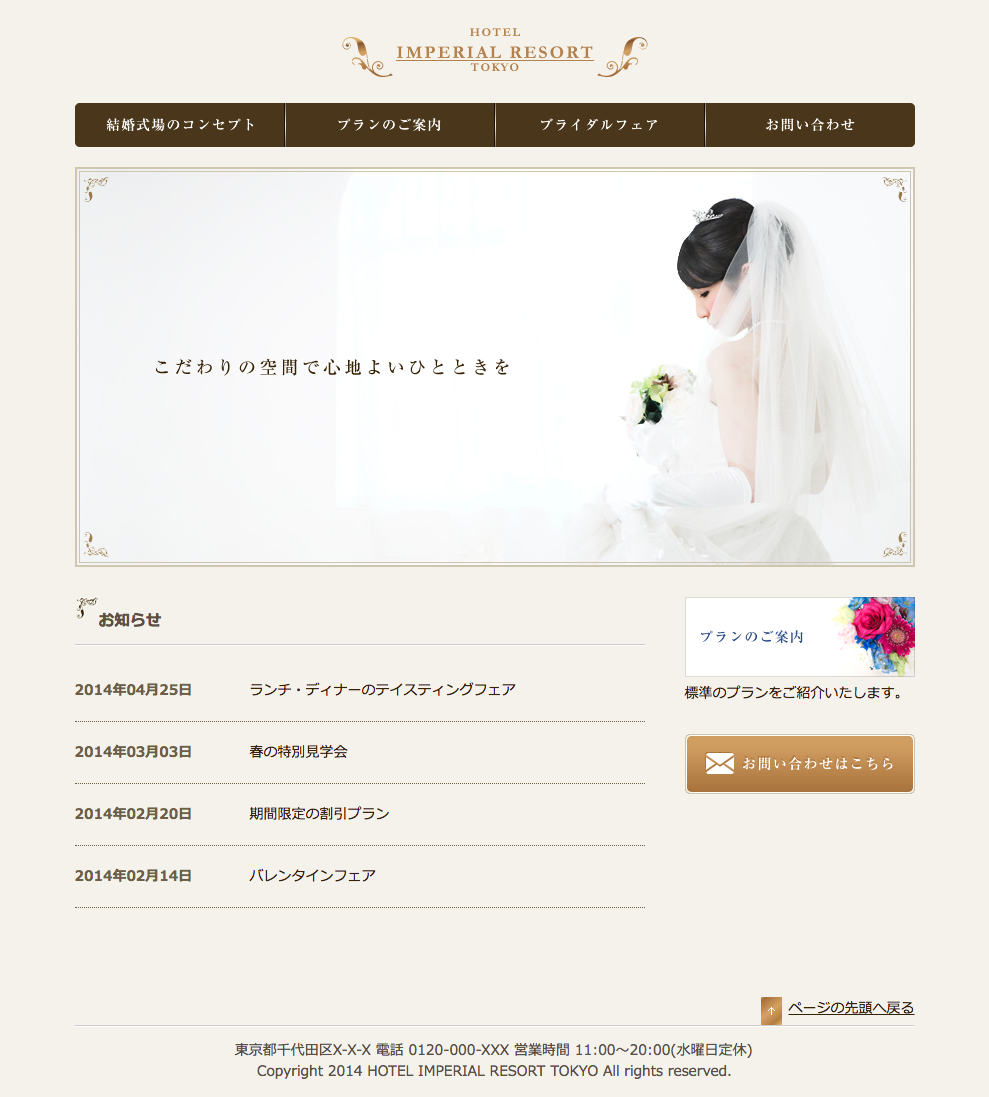 HOTEL
IMPERIAL RESORT
TOKYO
結婚式場のコンセプト
プランのご案内
ブライダルフェア
お問い合わせ
こだわりの空間で心地よいひとときを
お知らせ
2014年04月25日 ランチ・ディナーのテイスティングフェア
2014年03月03日 春の特別見学会
2014年02月20日 期間限定の割引プラン
2014年02月14日 バレンタインフェア
プランのご案内
標準のプランをご紹介いたします。
お問い合わせはこちら
ページの先頭へ戻る
東京都千代田区X-X-X 電話 0120-000-XXX 営業時間 11:00〜20:00(水曜日定休)
Copyright 2014 HOTEL IMPERIAL RESORT TOKYO All rights reserved.